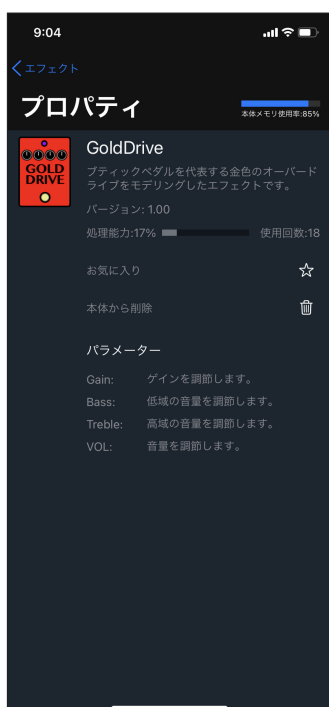 9:04
エフェクト
プロパティ
本体メモリ使用率:85%
GOLD
DRIVE
GoldDrive
ブティックペダルを代表する金色のオーバード
ライブをモデリングしたエフェクトです。
バージョン: 1.00
処理能力:17% 使用回数:18
お気に入り
本体から削除
パラメーター
Gain: ゲインを調節します。
Bass: 低域の音量を調節します。
Treble: 高域の音量を調節します。
VOL: 音量を調節します。